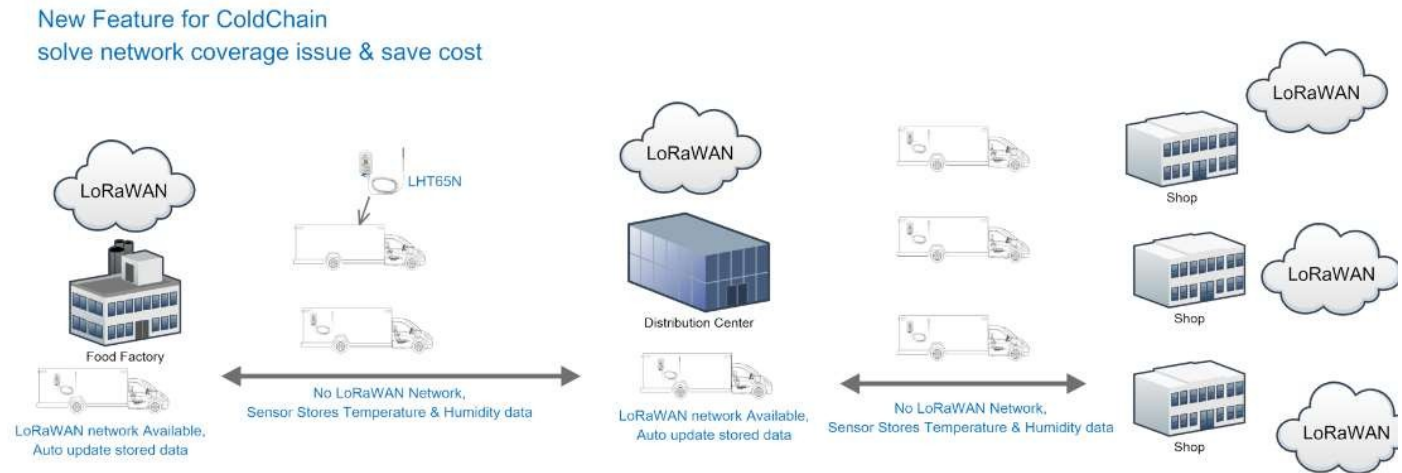 New Feature for ColdChain
solve network coverage issue & save cost
LoRaWAN
Food Factory
LoRaWAN network Available,
Auto update stored data
LHT65N
No LoRaWAN Network,
Sensor Stores Temperature & Humidity data
LoRaWAN
Distribution Center
LoRaWAN network Available,
Auto update stored data
No LoRaWAN Network,
Sensor Stores Temperature & Humidity data
LoRaWAN
Shop
LoRaWAN
Shop
LoRaWAN
Shop